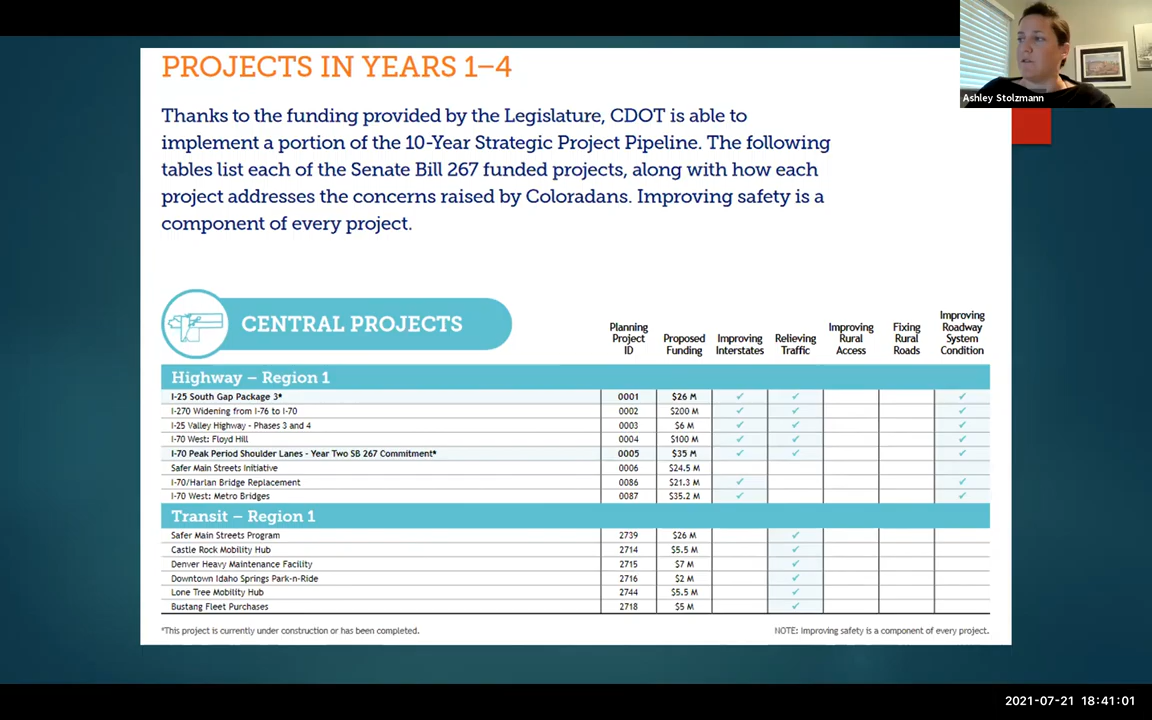 PROJECTS IN YEARS 1–4
Ashley Stolzmann
Thanks to the funding provided by the Legislature, CDOT is able to
implement a portion of the 10-Year Strategic Project Pipeline. The following
tables list each of the Senate Bill 267 funded projects, along with how each
project addresses the concerns raised by Coloradans. Improving safety is a
component of every project.
CENTRAL PROJECTS
Planning Project ID
Proposed Funding
Improving Interstates
Relieving Traffic
Improving Rural Access
Fixing Rural Roads
Improving Roadway System Condition
Highway – Region 1
I-25 South Gap Package 3* 0001 $26 M ✓ ✓ ✓
I-270 Widening from I-76 to I-70 0002 $200 M ✓ ✓ ✓
I-25 Valley Highway - Phases 3 and 4 0003 $6 M ✓ ✓ ✓
I-70 West: Floyd Hill 0004 $100 M ✓ ✓ ✓
I-70 Peak Period Shoulder Lanes - Year Two SB 267 Commitment* 0005 $35 M ✓ ✓ ✓
Safer Main Streets Initiative 0006 $24.5 M
I-70/Harlan Bridge Replacement 0086 $21.3 M ✓ ✓
I-70 West: Metro Bridges 0087 $35.2 M ✓ ✓
Transit – Region 1
Safer Main Streets Program 2739 $26 M ✓
Castle Rock Mobility Hub 2714 $5.5 M ✓
Denver Heavy Maintenance Facility 2715 $7 M ✓
Downtown Idaho Springs Park-n-Ride 2716 $2 M ✓
Lone Tree Mobility Hub 2744 $5.5 M ✓
Bustang Fleet Purchases 2718 $5 M ✓
*This project is currently under construction or has been completed.
NOTE: Improving safety is a component of every project.
2021-07-21 18:41:01